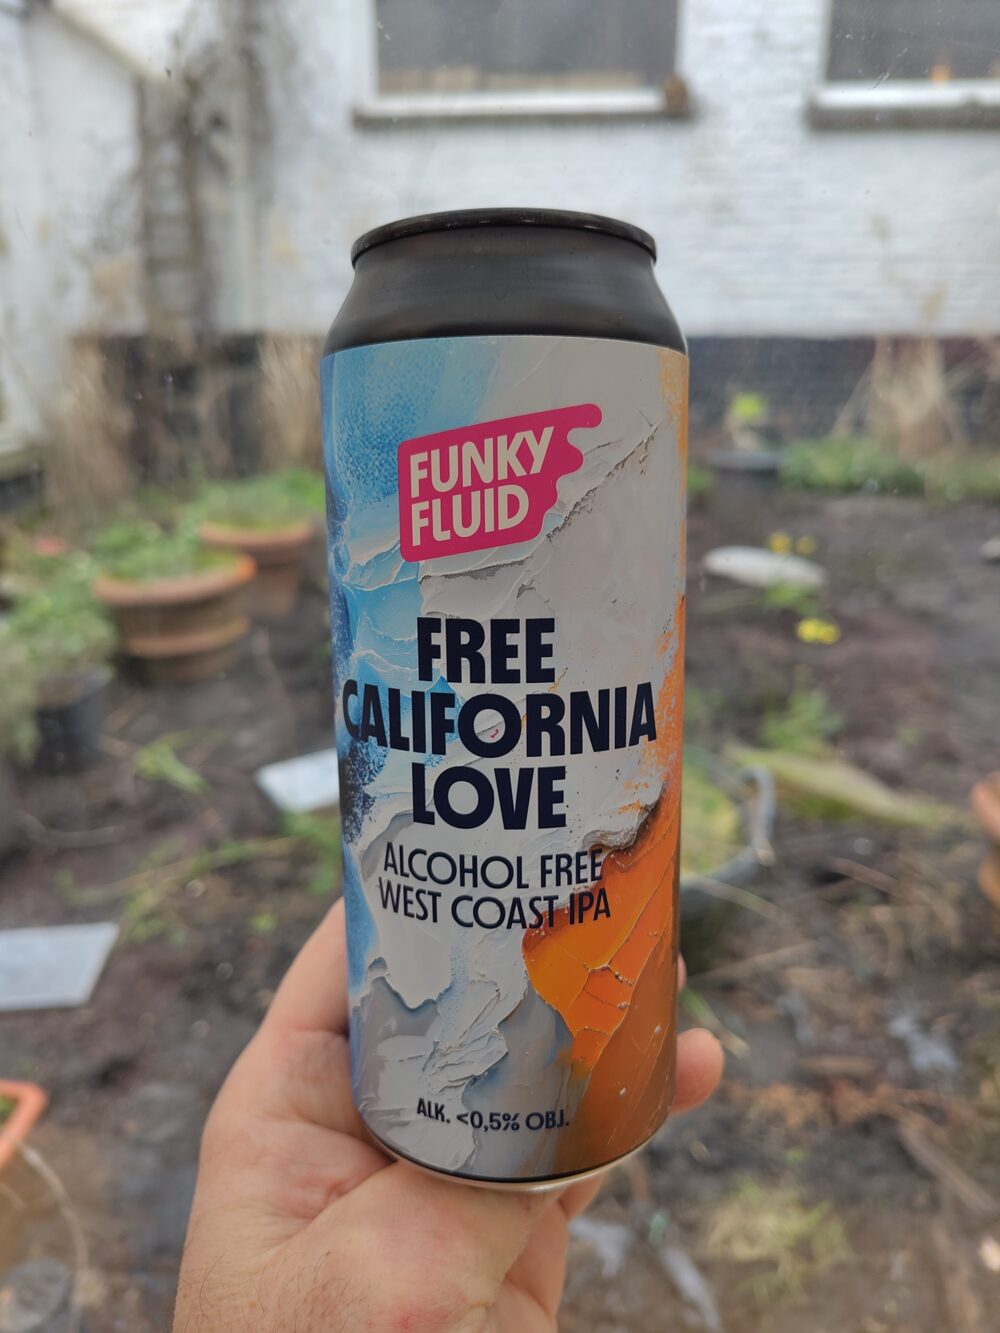 FUNKY
FLUID
FREE
CALIFORNIA
LOVE
ALCOHOL FREE
WEST COAST IPA
ALK. <0,5% OBJ.